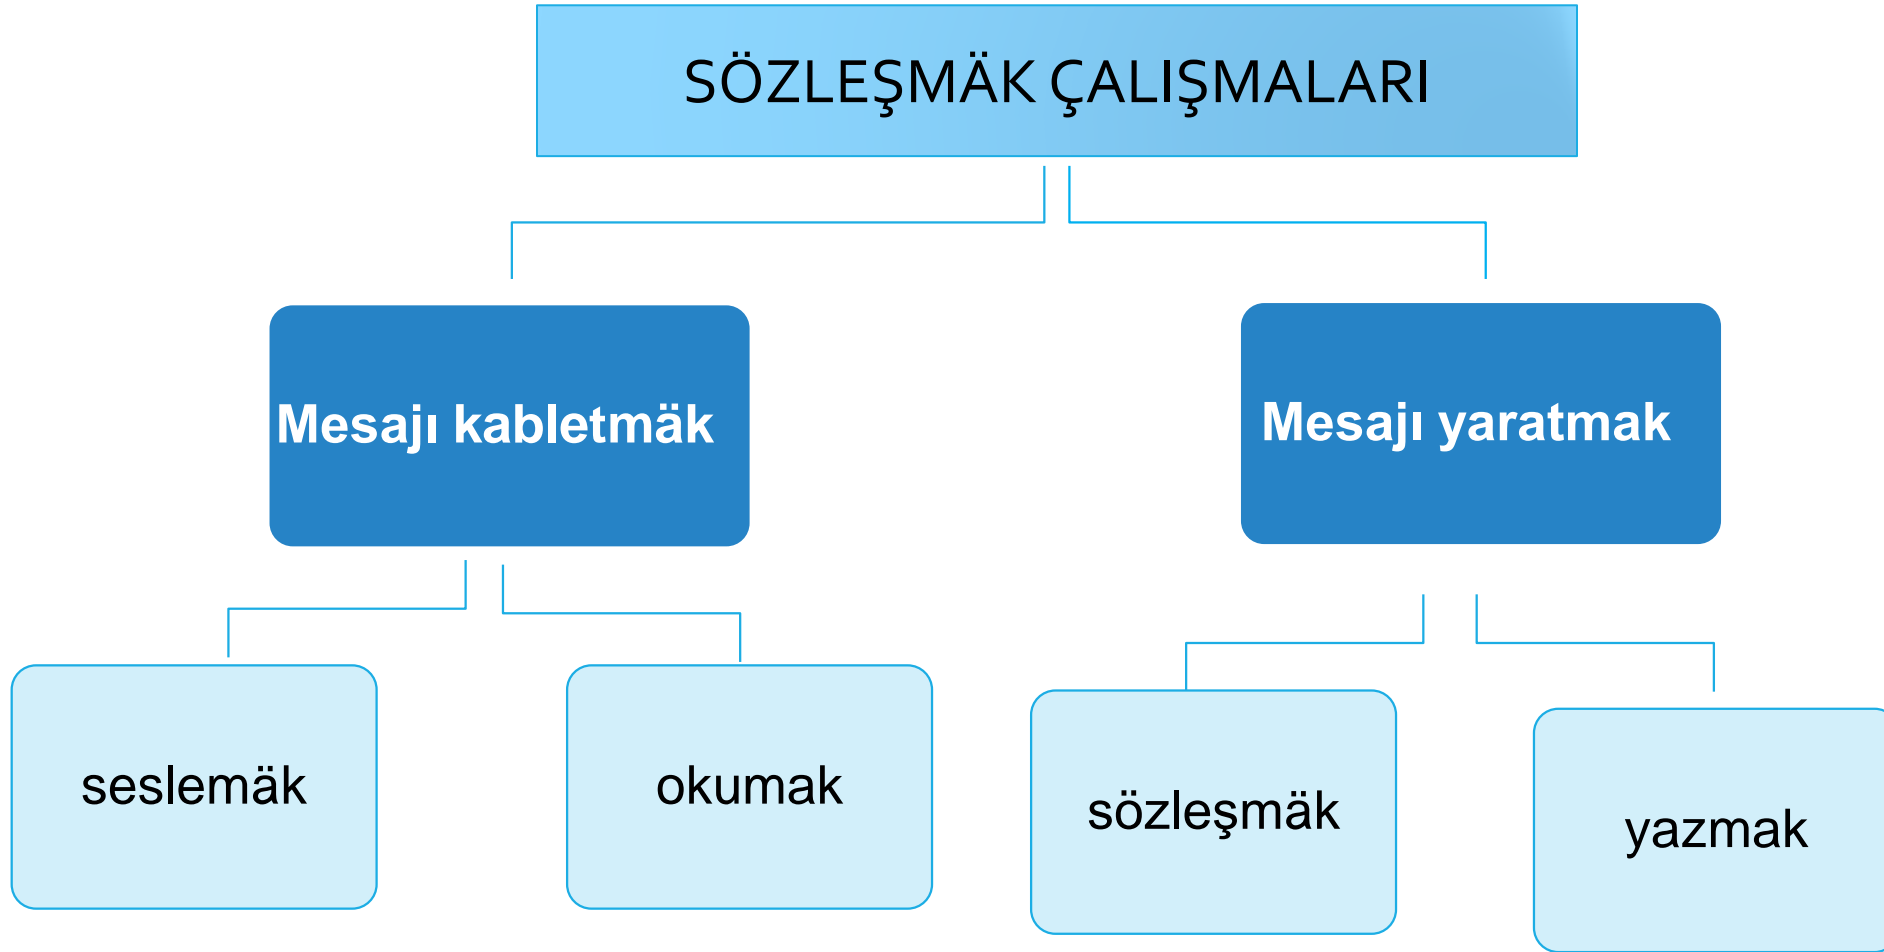 SÖZLEŞMÄK ÇALIŞMALARI
Mesajı kabletmäk
Mesajı yaratmak
seslemäk
okumak
sözleşmäk
yazmak